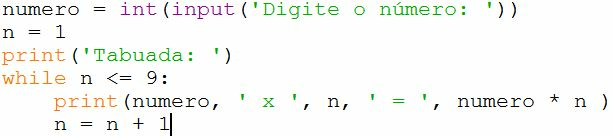 numero = int(input('Digite o número: '))
n = 1
print('Tabuada: ')
while n <= 9:
    print(numero, ' x ', n, ' = ', numero * n )
    n = n + 1